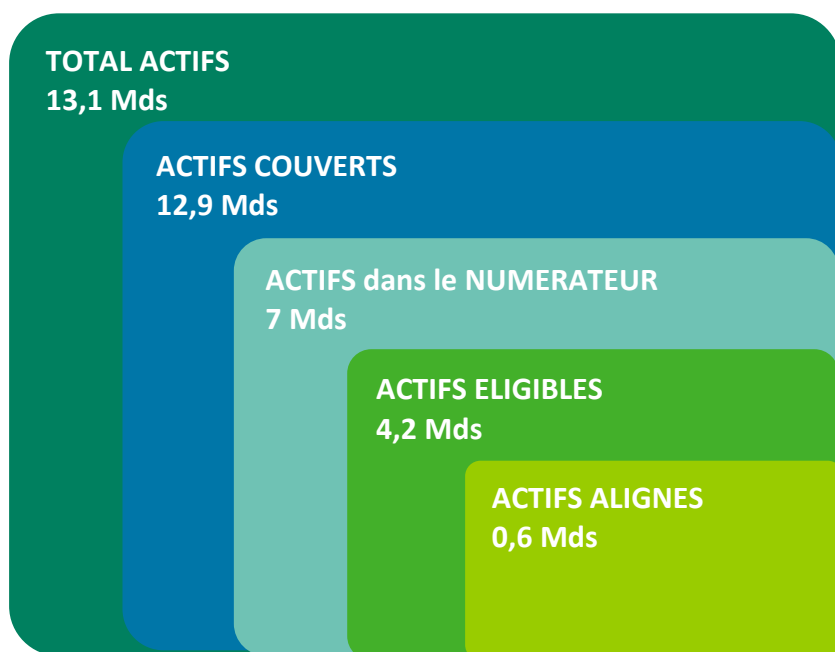 TOTAL ACTIFS
13,1 Mds
ACTIFS COUVERTS
12,9 Mds
ACTIFS dans le NUMERATEUR
7 Mds
ACTIFS ELIGIBLES
4,2 Mds
ACTIFS ALIGNES
0,6 Mds